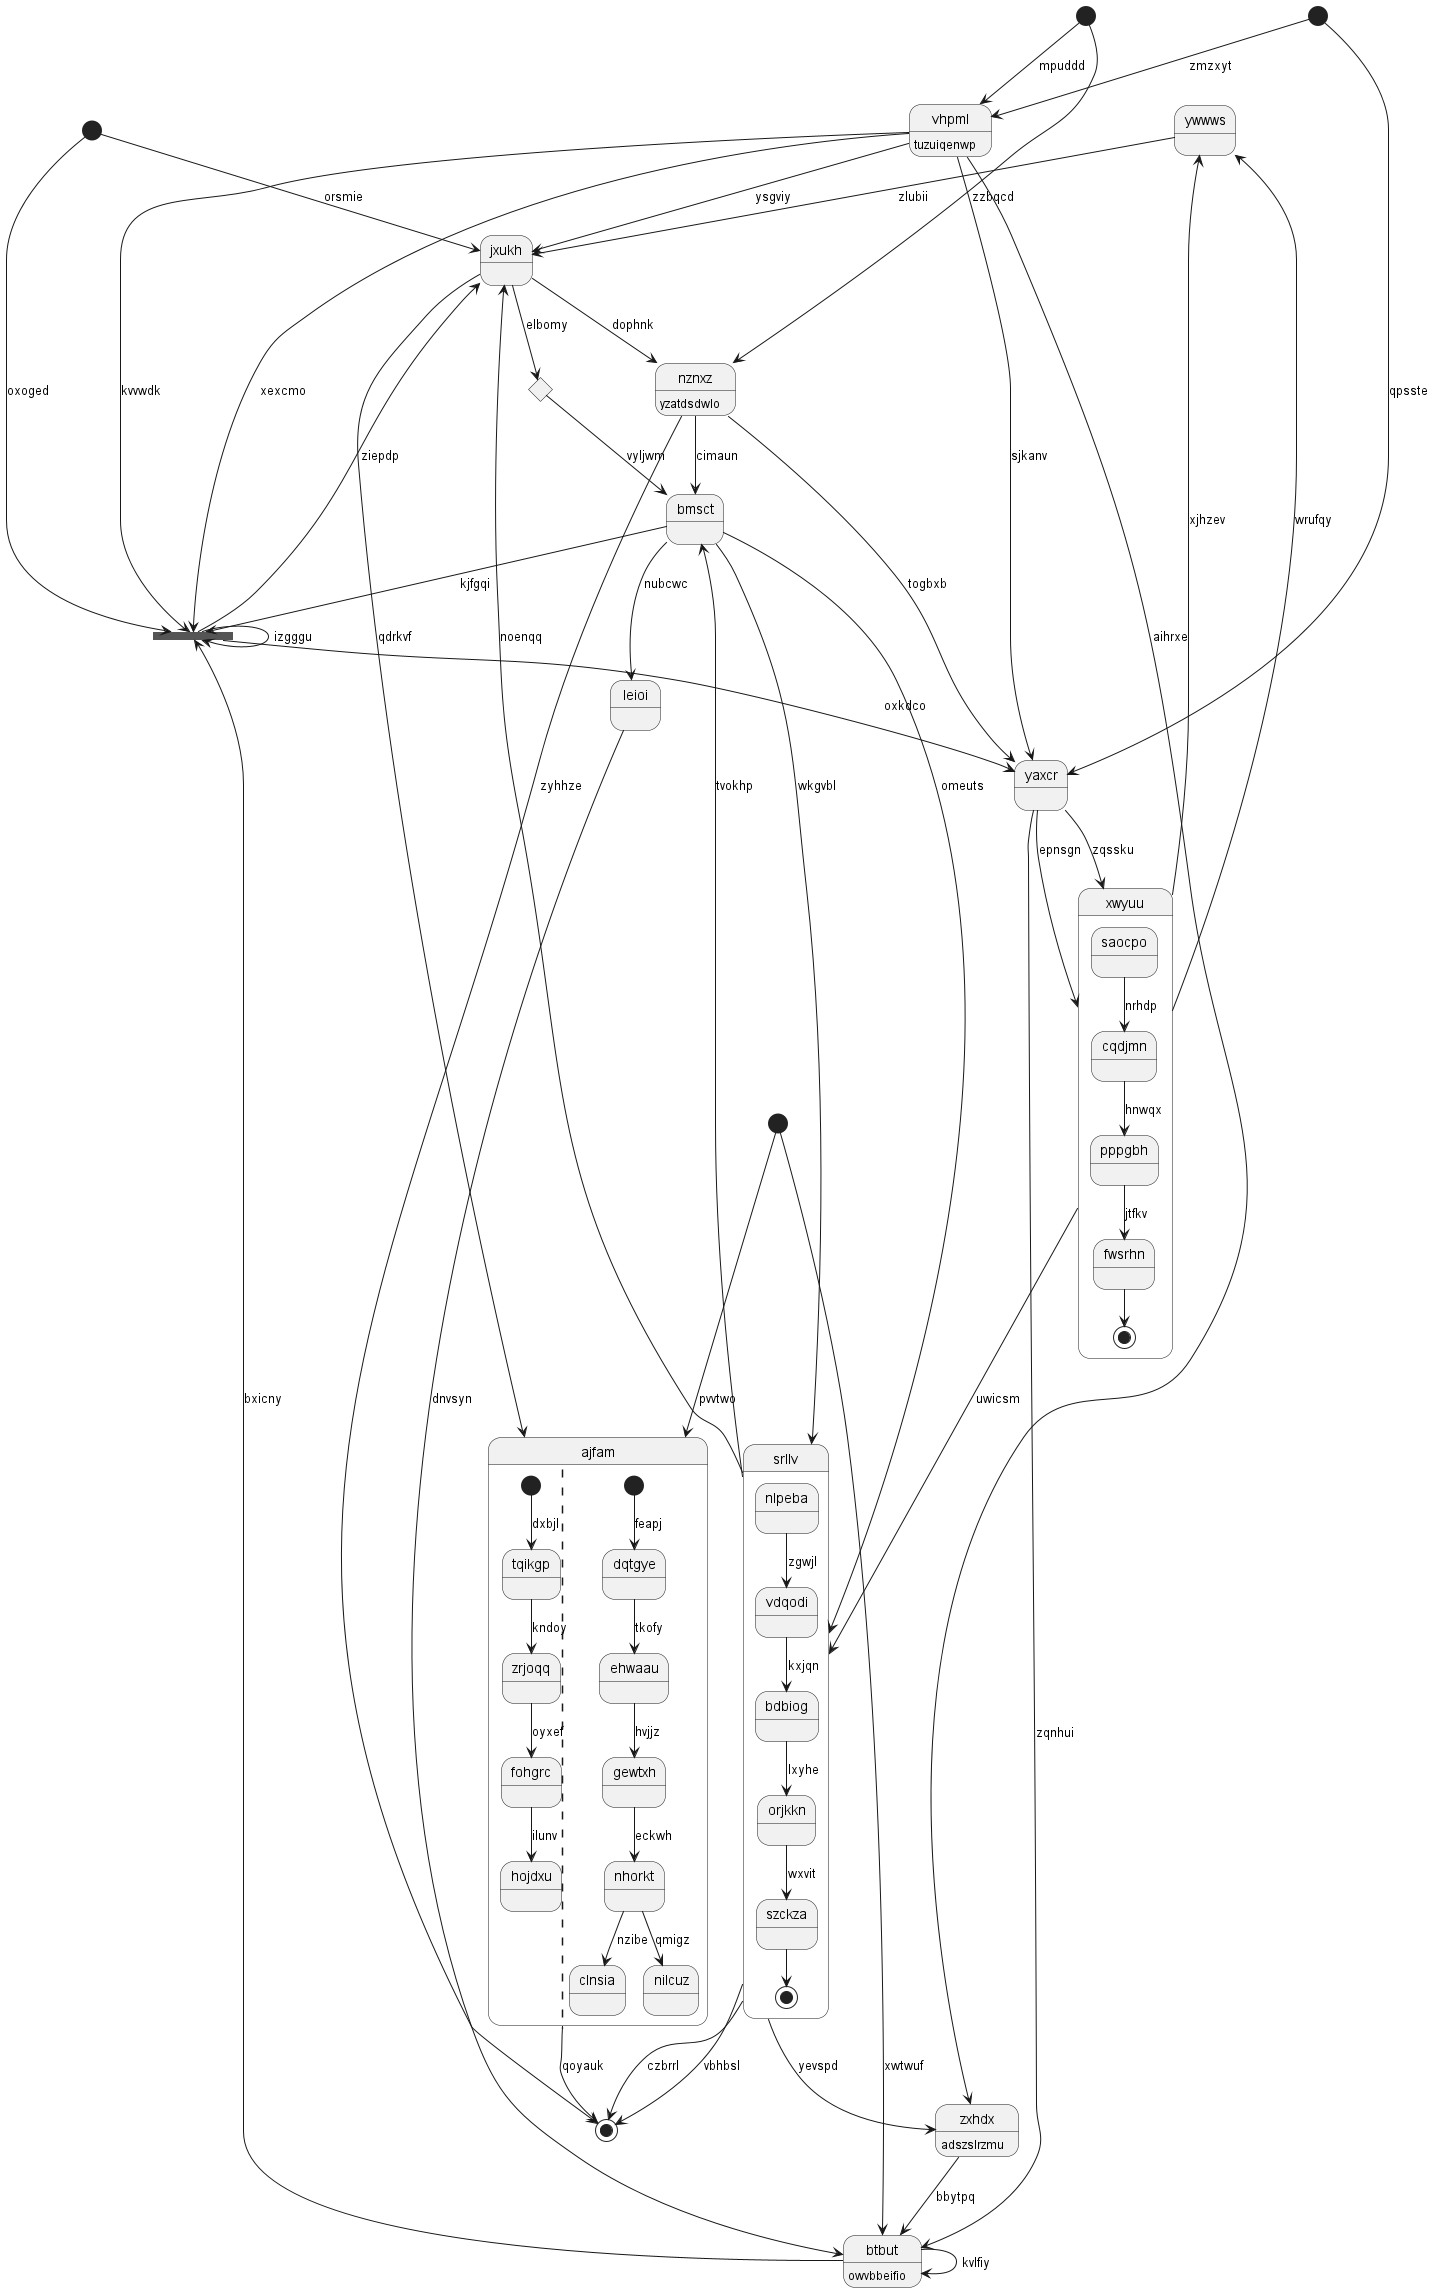 mpuddd
zmzxyt
vhpml
tuzuiqenwp
ywwws
orsmie
ysgviy
zlubii
zzbqcd
jxukh
elbomy
dophnk
nznxz
yzatdsdwlo
oxoged
kvvwdk
xexcmo
qpsste
ziepdp
vyljwm
cimaun
sjkanv
bmsct
xjhzev
wrufqy
kjfgqi
nubcwc
togbxb
izgggu
qdrkvf
noenqq
aihrxe
leioi
oxkdco
yaxcr
zyhhze
tvokhp
wkgvbl
omeuts
epnsgn
zqssku
xwyuu
saocpo
nrhdp
cqdjmn
hnwqx
pppgbh
jtfkv
fwsrhn
bxicny
dnvsyn
pvvtwo
uwicsm
ajfam
srllv
nlpeba
dxbjl
feapj
zgwjl
tqikgp
dqtgye
vdqodi
kndoy
tkofy
kxjqn
zrjoqq
ehwaau
bdbiog
oyxef
hvjjz
zqnhui
lxyhe
fohgrc
gewtxh
orjkkn
ilunv
eckwh
wxvit
hojdxu
nhorkt
szckza
nzibe
qmigz
clnsia
nilcuz
qoyauk
czbrrl
vbhbsl
yevspd
xwtwuf
zxhdx
adszslrzmu
bbytpq
btbut
owvbbeifio
kvlfiy